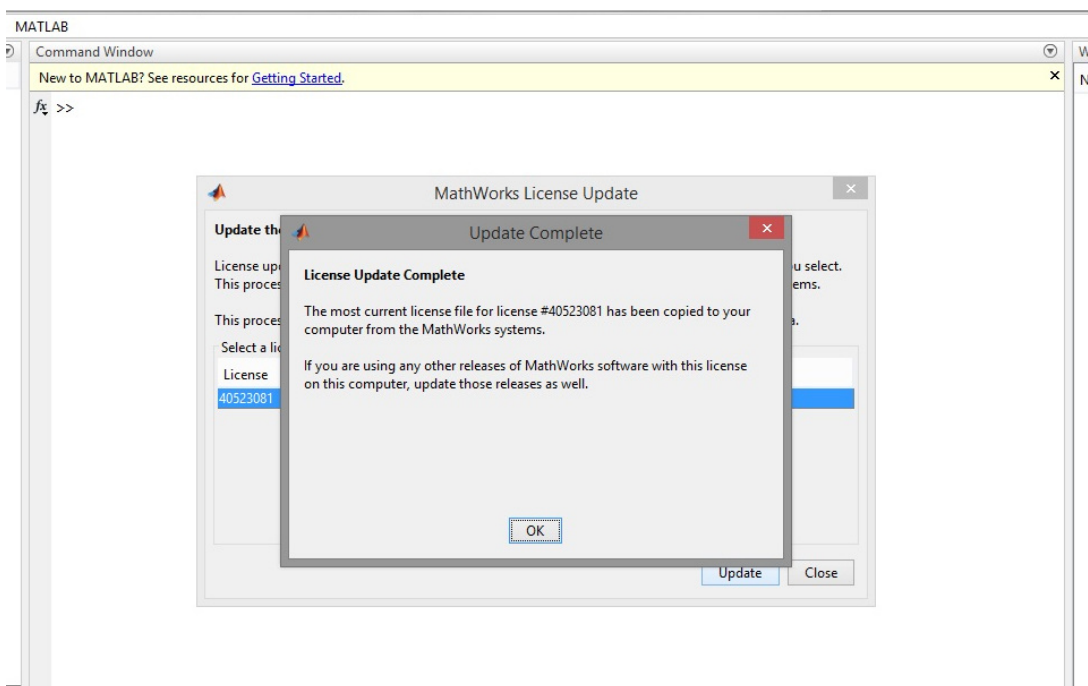 MATLAB
Command Window
W
New to MATLAB? See resources for Getting Started.
N
fx >>
MathWorks License Update
Update the
Update Complete
License upd
u select.
License Update Complete
This proces
ems.
The most current license file for license #40523081 has been copied to your
This proces
a.
computer from the MathWorks systems.
Select a lic
If you are using any other releases of MathWorks software with this license
License
on this computer, update those releases as well.
40523081
OK
Update Close